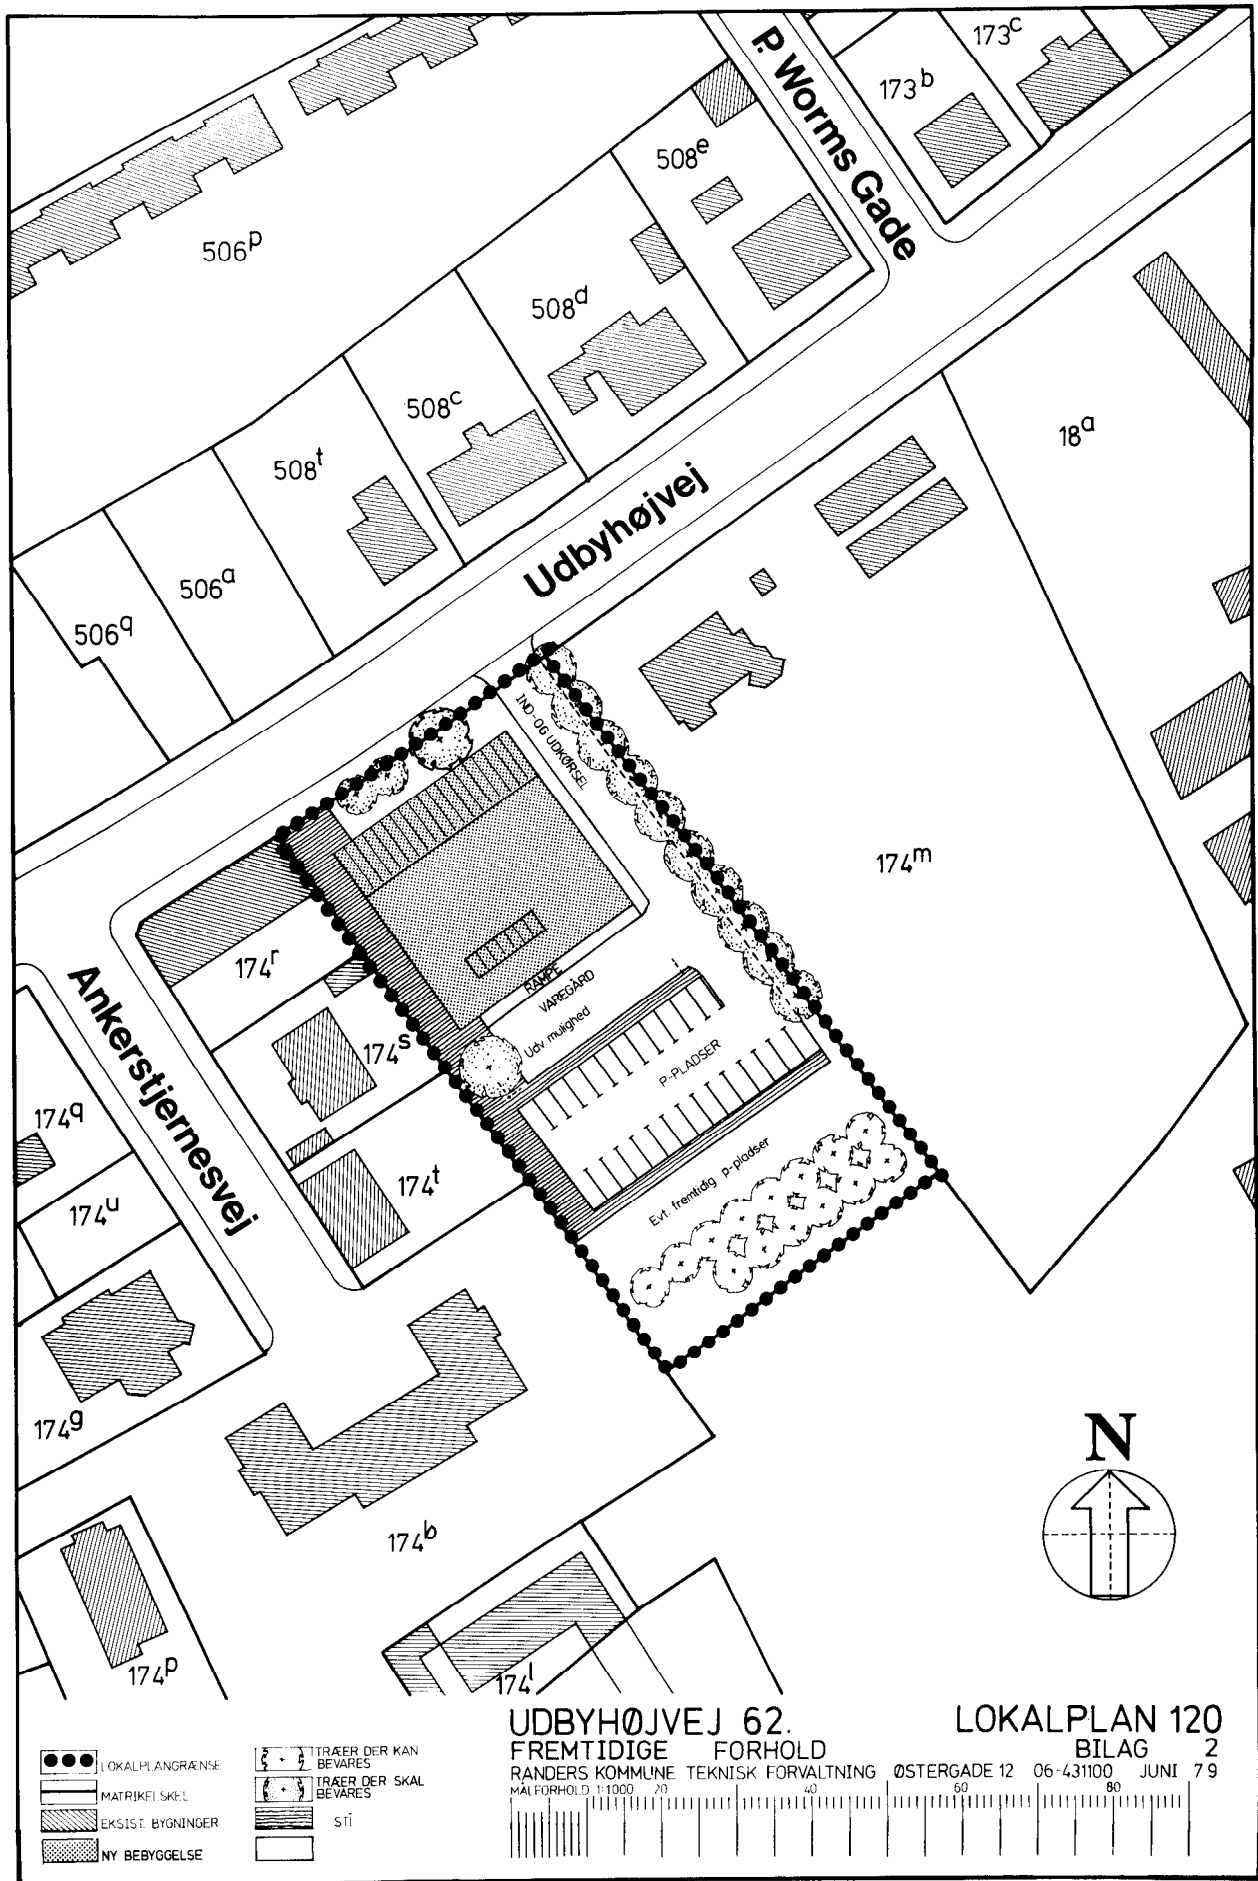 173ᶜ
P. Worms Gade
173ᵇ
508ᵉ
506ᵖ
508ᵈ
508ᶜ
18ᵃ
508ᵗ
Udbyhøjvej
506ᵃ
506q
IND- OG UDKØRSEL
174ᵐ
174ʳ
Ankerstjernesvej
RAMPE
VAREGÅRD
Udv. mulighed
174ˢ
P-PLADSER
174q
Evt. fremtidig p-pladser
174ᵗ
174ᵘ
174ᵍ
N
174ᵇ
174ᵖ
174ˡ
UDBYHØJVEJ 62.
LOKALPLAN 120
FREMTIDIGE FORHOLD
BILAG 2
RANDERS KOMMUNE TEKNISK FORVALTNING ØSTERGADE 12 06-431100 JUNI 79
MÅLFORHOLD 1:1000 20 40 60 80
LOKALPLANGRÆNSE
MATRIKELSKEL
EKSIST. BYGNINGER
NY BEBYGGELSE
TRÆER DER KAN
BEVARES
TRÆER DER SKAL
BEVARES
STI